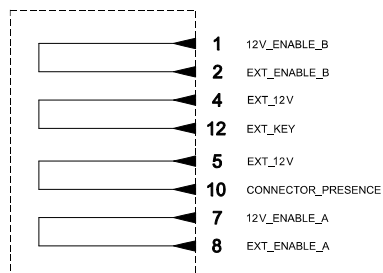 1 12V_ENABLE_B
2 EXT_ENABLE_B
4 EXT_12V
12 EXT_KEY
5 EXT_12V
10 CONNECTOR_PRESENCE
7 12V_ENABLE_A
8 EXT_ENABLE_A